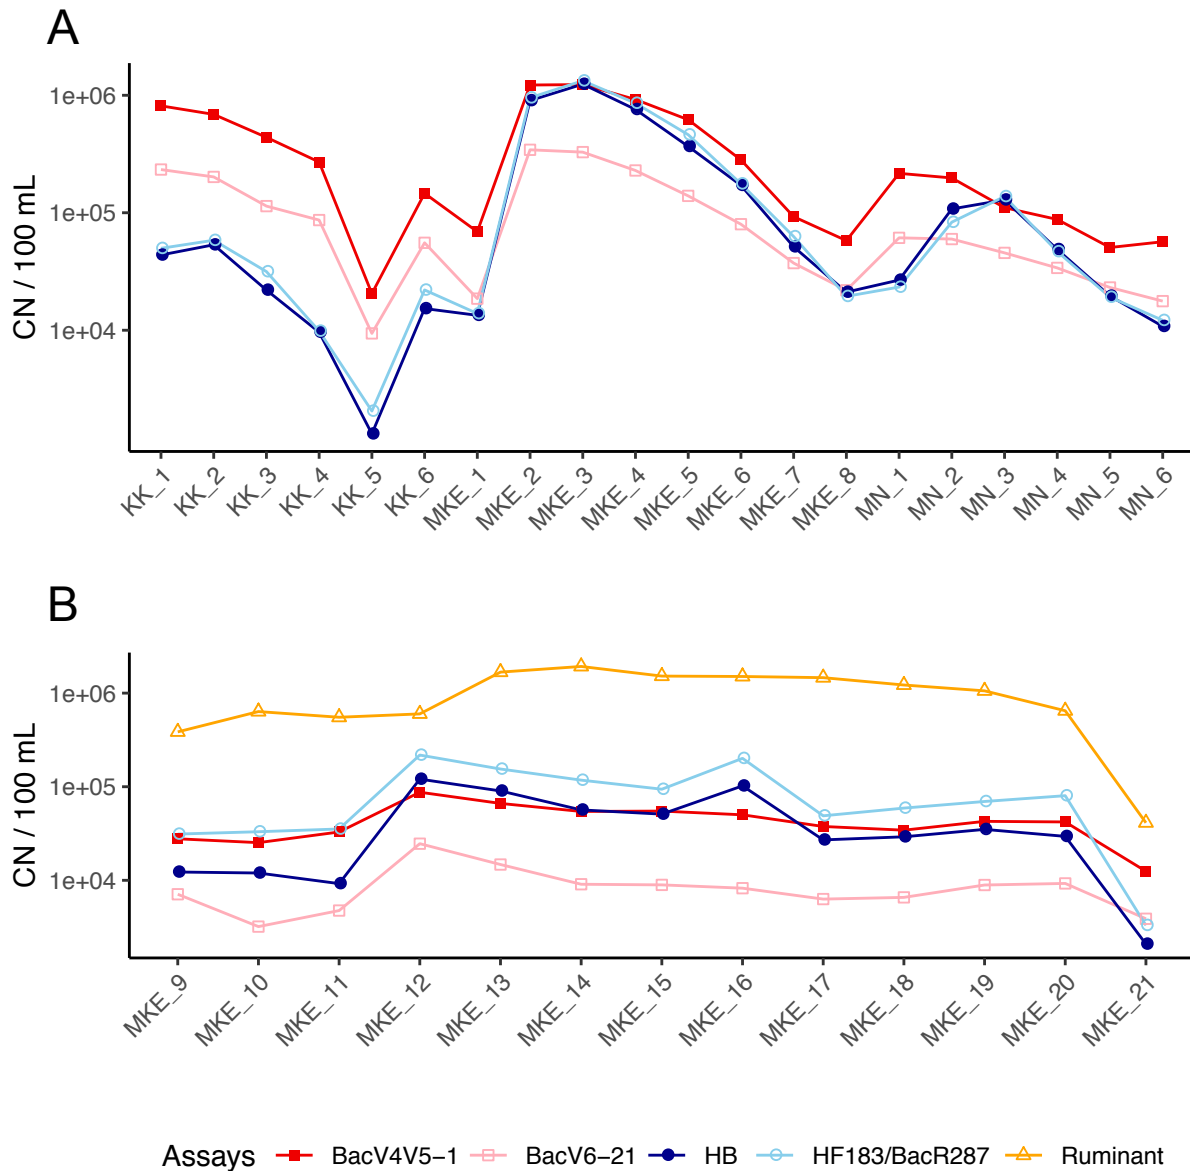 A
CN / 100 mL
1e+06
1e+05
1e+04
KK_1 KK_2 KK_3 KK_4 KK_5 KK_6 MKE_1 MKE_2 MKE_3 MKE_4 MKE_5 MKE_6 MKE_7 MKE_8 MN_1 MN_2 MN_3 MN_4 MN_5 MN_6
B
CN / 100 mL
1e+06
1e+05
1e+04
MKE_9 MKE_10 MKE_11 MKE_12 MKE_13 MKE_14 MKE_15 MKE_16 MKE_17 MKE_18 MKE_19 MKE_20 MKE_21
Assays BacV4V5−1 BacV6−21 HB HF183/BacR287 Ruminant